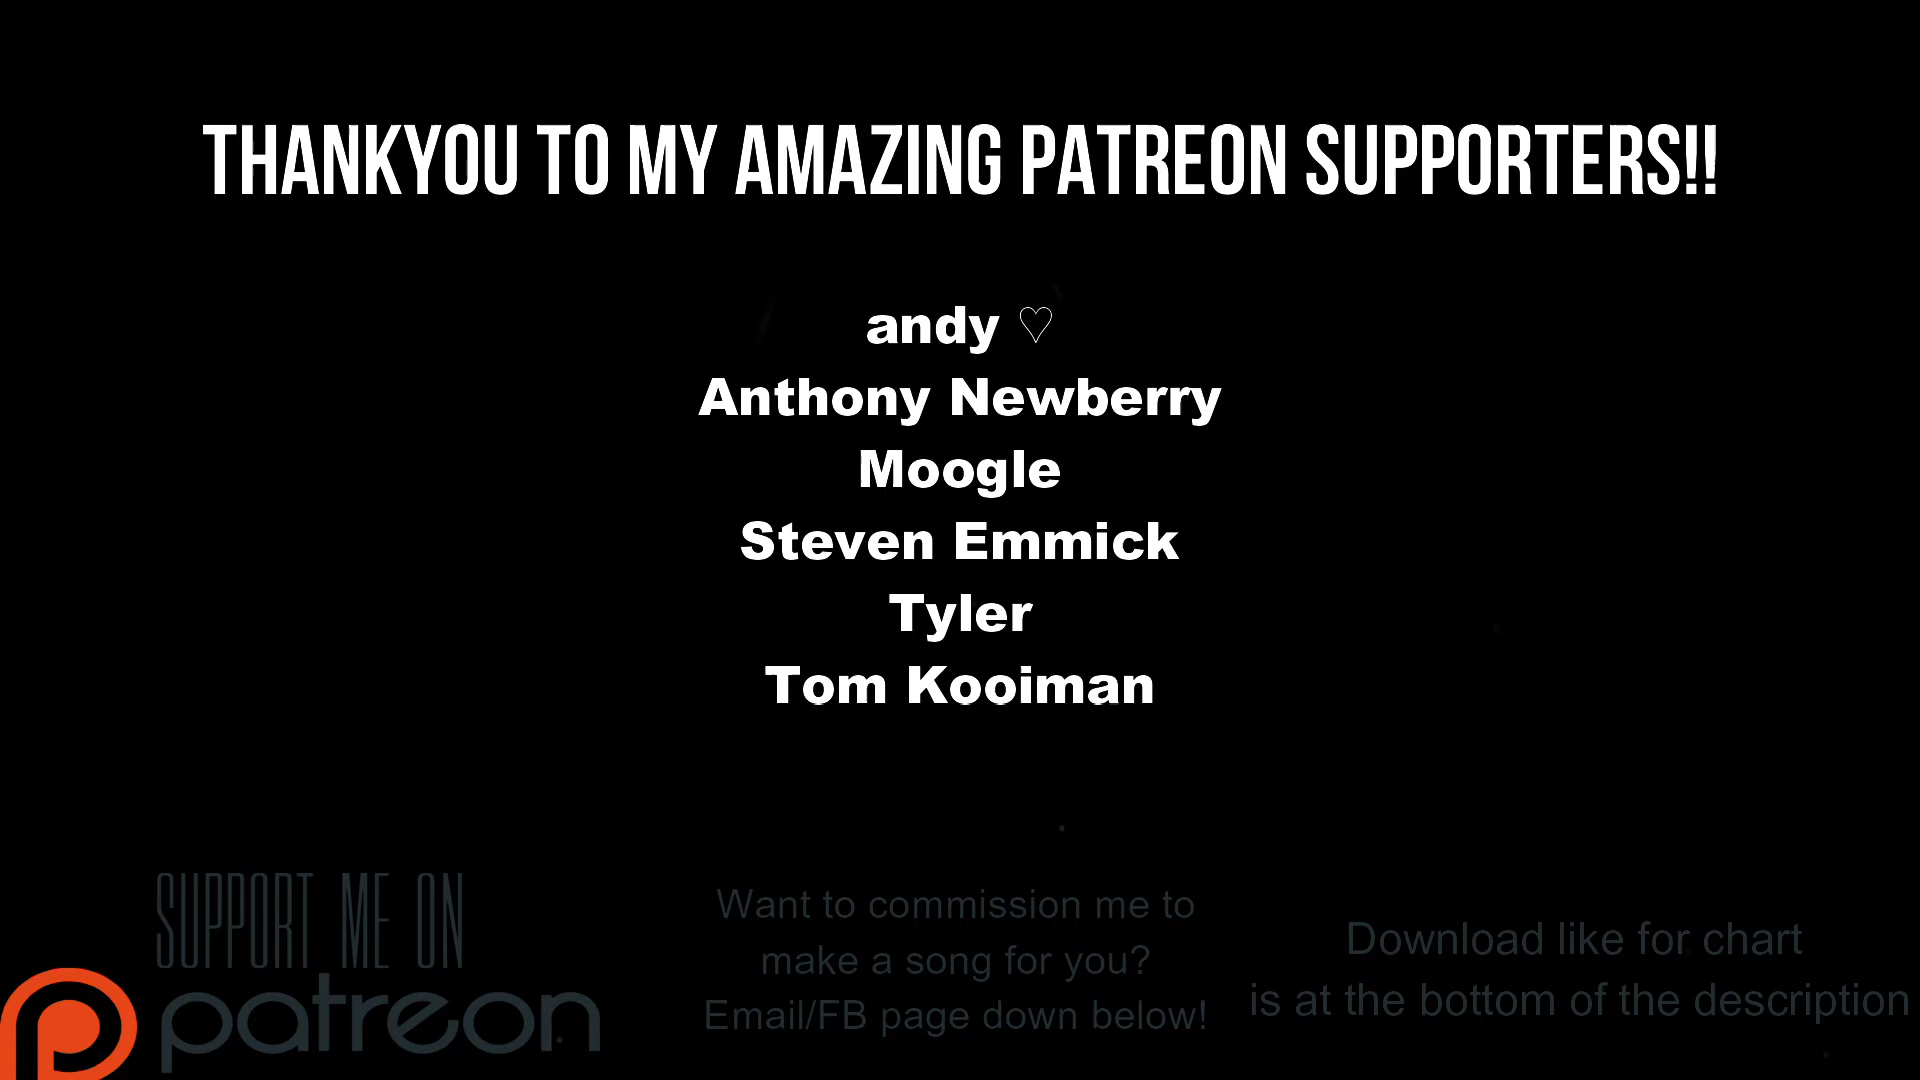 THANKYOU TO MY AMAZING PATREON SUPPORTERS!!
andy ♡
Anthony Newberry
Moogle
Steven Emmick
Tyler
Tom Kooiman
SUPPORT ME ON
patreon
Want to commission me to
make a song for you?
Email/FB page down below!
Download like for chart
is at the bottom of the description